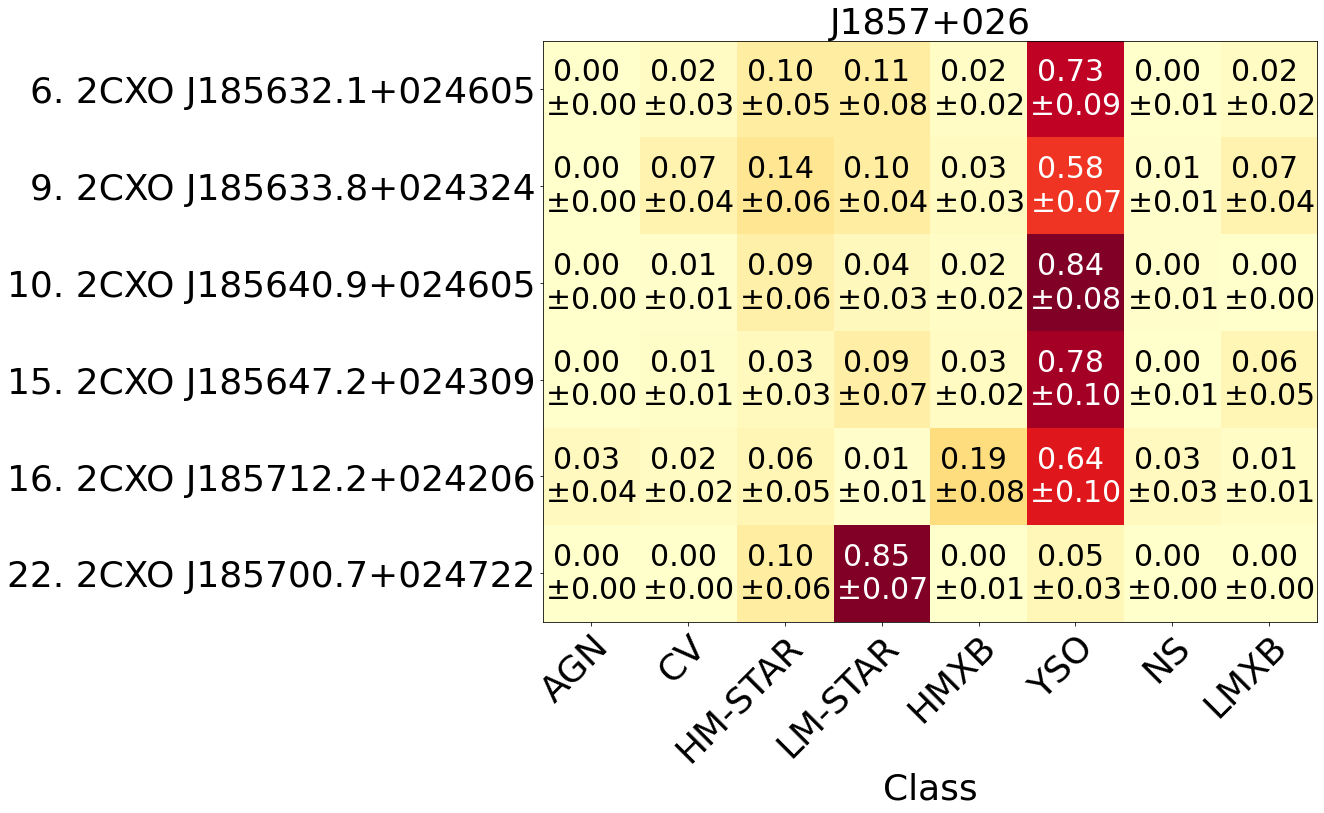 J1857+026
6. 2CXO J185632.1+024605
0.00 0.02 0.10 0.11 0.02 0.73 0.00 0.02
±0.00 ±0.03 ±0.05 ±0.08 ±0.02 ±0.09 ±0.01 ±0.02
9. 2CXO J185633.8+024324
0.00 0.07 0.14 0.10 0.03 0.58 0.01 0.07
±0.00 ±0.04 ±0.06 ±0.04 ±0.03 ±0.07 ±0.01 ±0.04
10. 2CXO J185640.9+024605
0.00 0.01 0.09 0.04 0.02 0.84 0.00 0.00
±0.00 ±0.01 ±0.06 ±0.03 ±0.02 ±0.08 ±0.01 ±0.00
15. 2CXO J185647.2+024309
0.00 0.01 0.03 0.09 0.03 0.78 0.00 0.06
±0.00 ±0.01 ±0.03 ±0.07 ±0.02 ±0.10 ±0.01 ±0.05
16. 2CXO J185712.2+024206
0.03 0.02 0.06 0.01 0.19 0.64 0.03 0.01
±0.04 ±0.02 ±0.05 ±0.01 ±0.08 ±0.10 ±0.03 ±0.01
22. 2CXO J185700.7+024722
0.00 0.00 0.10 0.85 0.00 0.05 0.00 0.00
±0.00 ±0.00 ±0.06 ±0.07 ±0.01 ±0.03 ±0.00 ±0.00
AGN CV HM-STAR LM-STAR HMXB YSO NS LMXB
Class